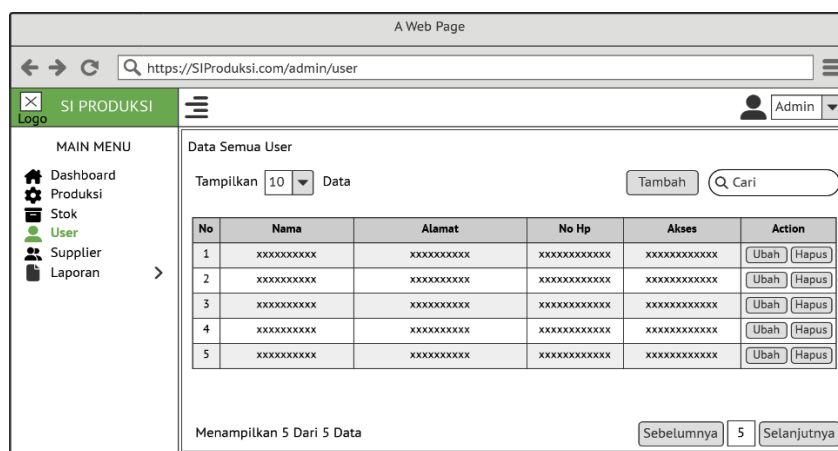 A Web Page
https://SIProduksi.com/admin/user
Logo SI PRODUKSI Admin
MAIN MENU
Dashboard
Produksi
Stok
User
Supplier
Laporan
Data Semua User
Tampilkan 10 Data Tambah Cari
No Nama Alamat No Hp Akses Action
1 xxxxxxxxxx xxxxxxxxxx xxxxxxxxxxxx xxxxxxxxxxxx Ubah Hapus
2 xxxxxxxxxx xxxxxxxxxx xxxxxxxxxxxx xxxxxxxxxxxx Ubah Hapus
3 xxxxxxxxxx xxxxxxxxxx xxxxxxxxxxxx xxxxxxxxxxxx Ubah Hapus
4 xxxxxxxxxx xxxxxxxxxx xxxxxxxxxxxx xxxxxxxxxxxx Ubah Hapus
5 xxxxxxxxxx xxxxxxxxxx xxxxxxxxxxxx xxxxxxxxxxxx Ubah Hapus
Menampilkan 5 Dari 5 Data Sebelumnya 5 Selanjutnya